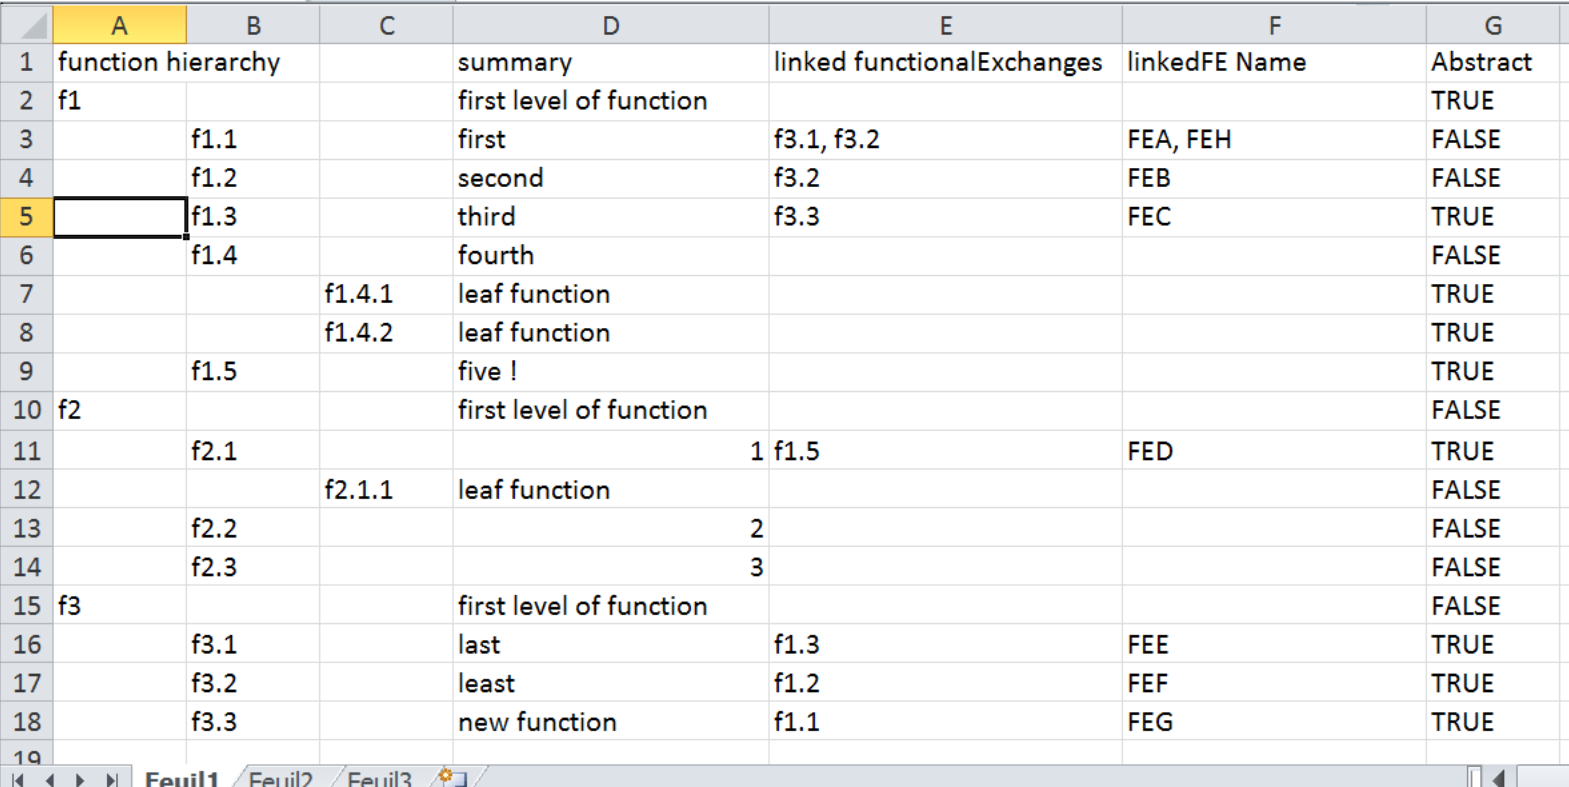 A B C D E F G
1 function hierarchy summary linked functionalExchanges linkedFE Name Abstract
2 f1 first level of function TRUE
3 f1.1 first f3.1, f3.2 FEA, FEH FALSE
4 f1.2 second f3.2 FEB FALSE
5 f1.3 third f3.3 FEC TRUE
6 f1.4 fourth FALSE
7 f1.4.1 leaf function TRUE
8 f1.4.2 leaf function TRUE
9 f1.5 five ! TRUE
10 f2 first level of function FALSE
11 f2.1 1 f1.5 FED TRUE
12 f2.1.1 leaf function FALSE
13 f2.2 2 FALSE
14 f2.3 3 FALSE
15 f3 first level of function FALSE
16 f3.1 last f1.3 FEE TRUE
17 f3.2 least f1.2 FEF TRUE
18 f3.3 new function f1.1 FEG TRUE
19
Feuil1 Feuil2 Feuil3